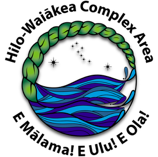 Hilo-Waiākea Complex Area
E Mālama! E Ulu! E Ola!